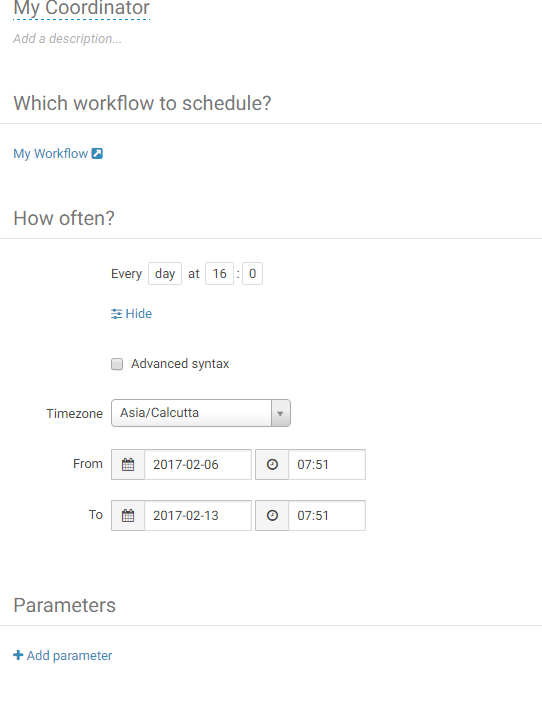 My Coordinator
Add a description...
Which workflow to schedule?
My Workflow
How often?
Every day at 16 : 0
Hide
Advanced syntax
Timezone Asia/Calcutta
From 2017-02-06 07:51
To 2017-02-13 07:51
Parameters
Add parameter